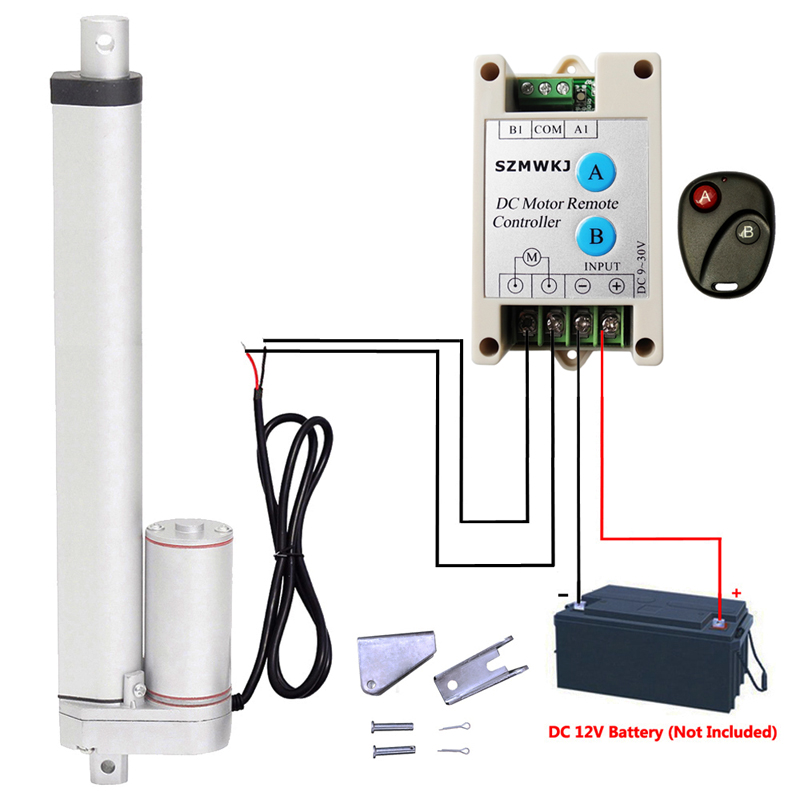 B1 COM A1
SZMWKJ
A
DC Motor Remote
Controller
B
M
INPUT
− +
DC 9~30V
A
B
− +
DC 12V Battery (Not Included)